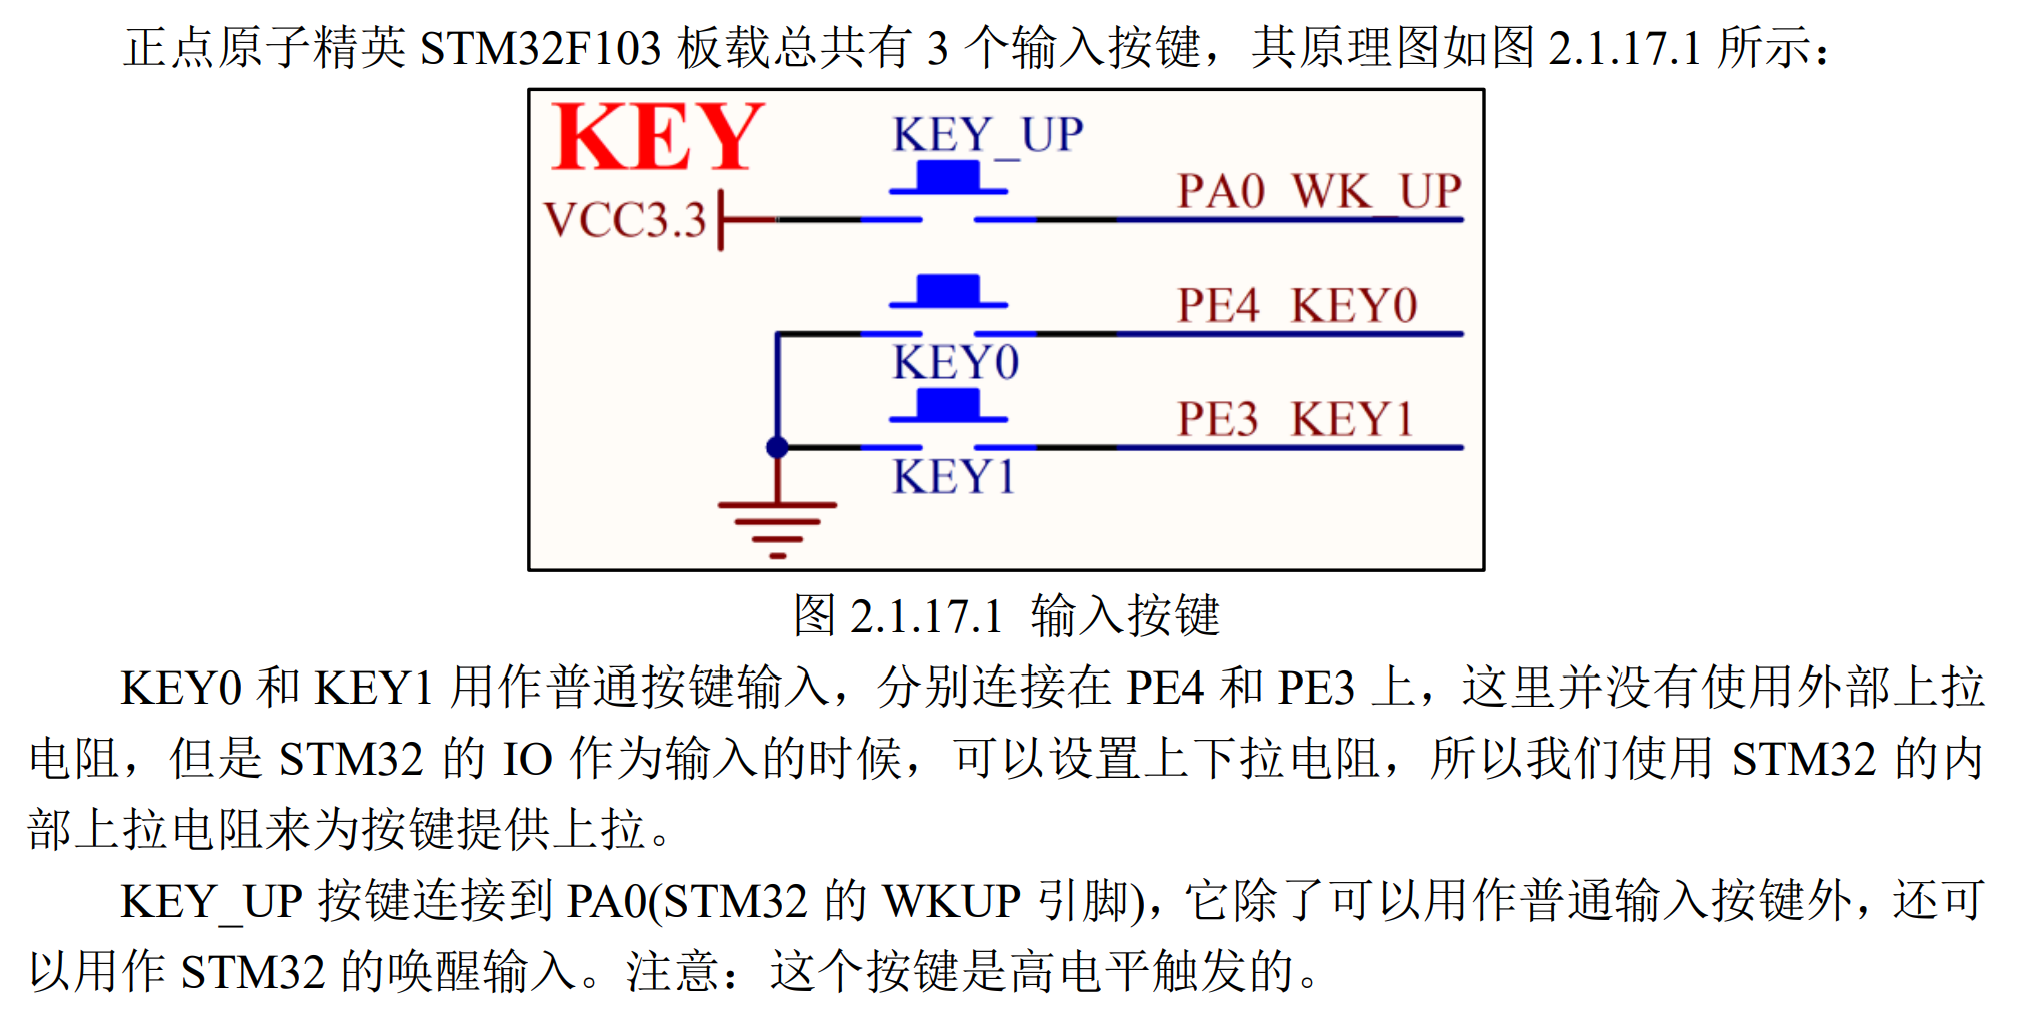 正点原子精英 STM32F103 板载总共有 3 个输入按键，其原理图如图 2.1.17.1 所示：
KEY
KEY_UP
VCC3.3
PA0 WK_UP
PE4 KEY0
KEY0
PE3 KEY1
KEY1
图 2.1.17.1 输入按键
KEY0 和 KEY1 用作普通按键输入，分别连接在 PE4 和 PE3 上，这里并没有使用外部上拉
电阻，但是 STM32 的 IO 作为输入的时候，可以设置上下拉电阻，所以我们使用 STM32 的内
部上拉电阻来为按键提供上拉。
KEY_UP 按键连接到 PA0(STM32 的 WKUP 引脚)，它除了可以用作普通输入按键外，还可
以用作 STM32 的唤醒输入。注意：这个按键是高电平触发的。